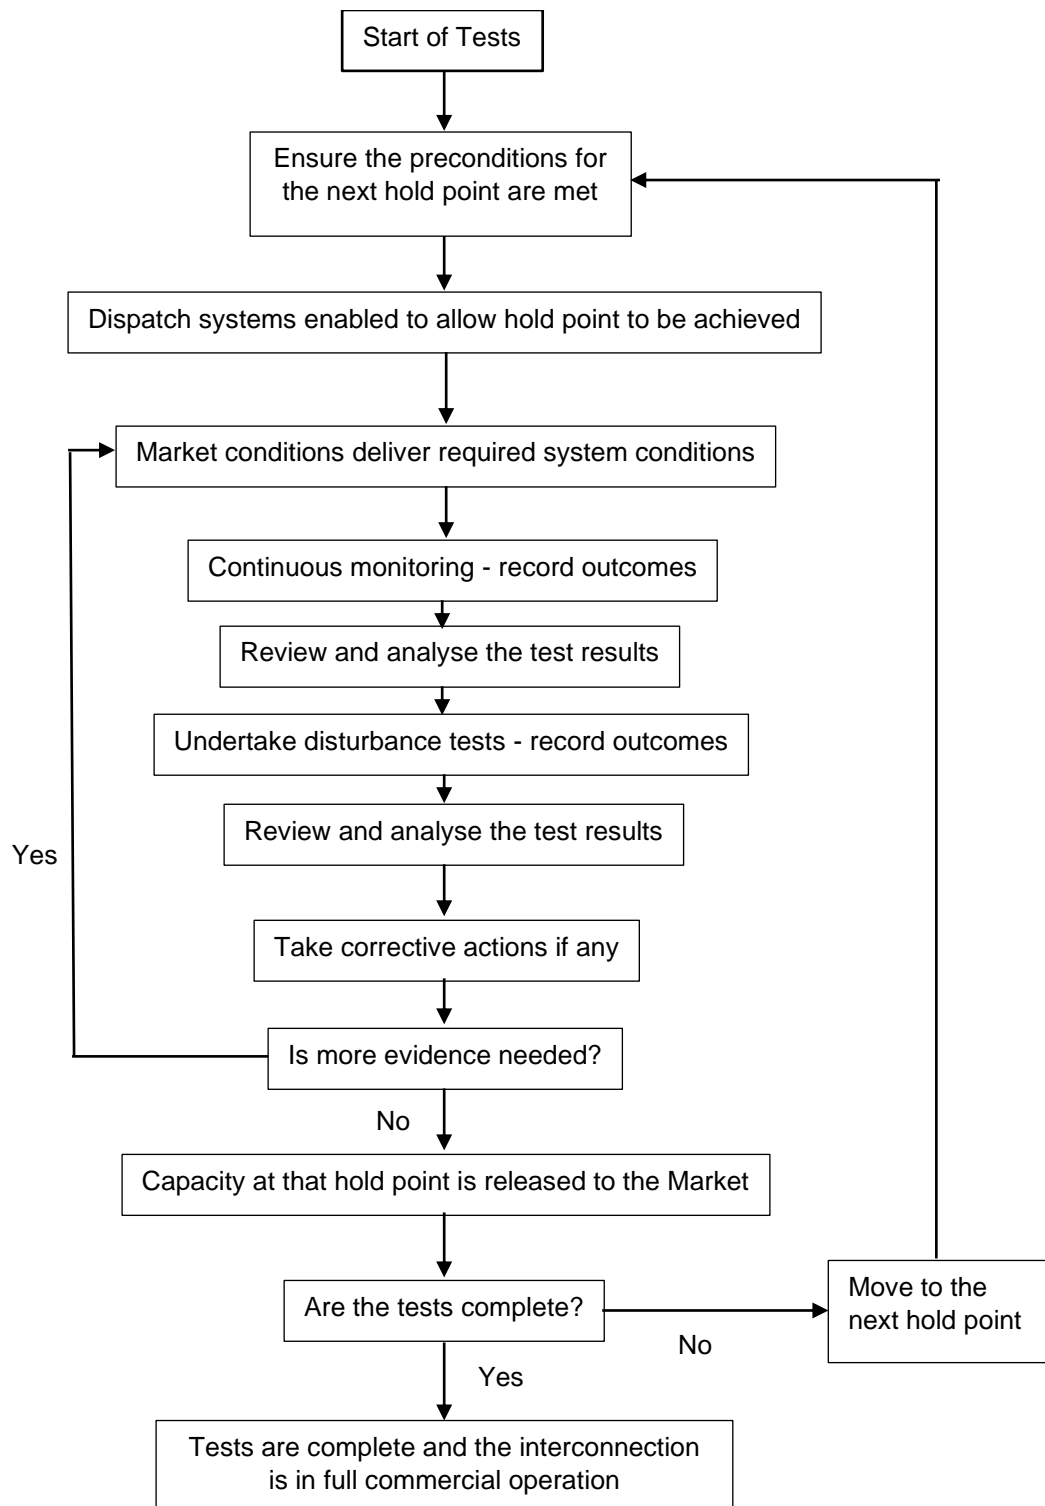 Start of Tests
Ensure the preconditions for
the next hold point are met
Dispatch systems enabled to allow hold point to be achieved
Market conditions deliver required system conditions
Continuous monitoring - record outcomes
Review and analyse the test results
Undertake disturbance tests - record outcomes
Review and analyse the test results
Yes
Take corrective actions if any
Is more evidence needed?
No
Capacity at that hold point is released to the Market
Are the tests complete?
No
Move to the
next hold point
Yes
Tests are complete and the interconnection
is in full commercial operation